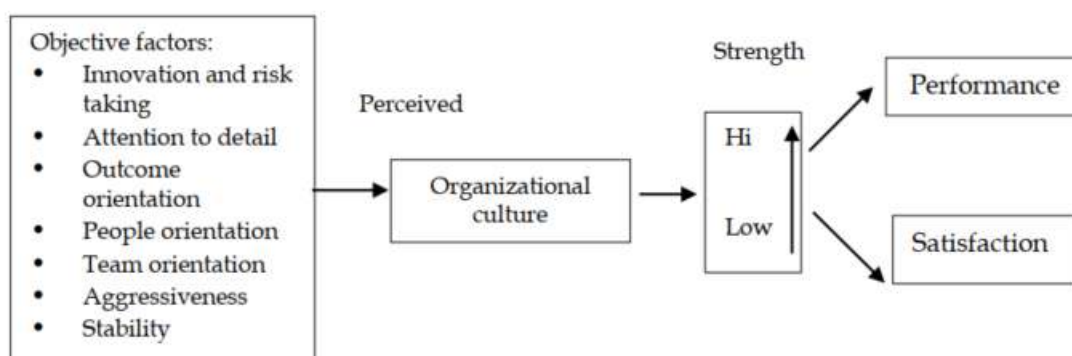 Objective factors:
• Innovation and risk
taking
• Attention to detail
• Outcome
orientation
• People orientation
• Team orientation
• Aggressiveness
• Stability
Perceived
Organizational
culture
Strength
Hi
Low
Performance
Satisfaction